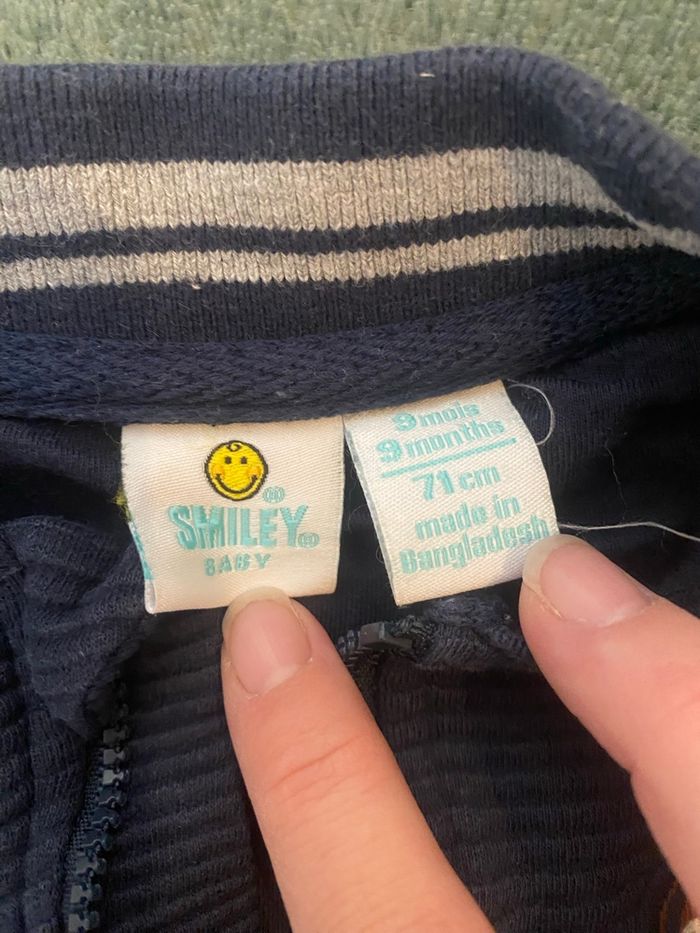 ®
SMILEY®
BABY
9 mois
9 months
71 cm
made in
Bangladesh